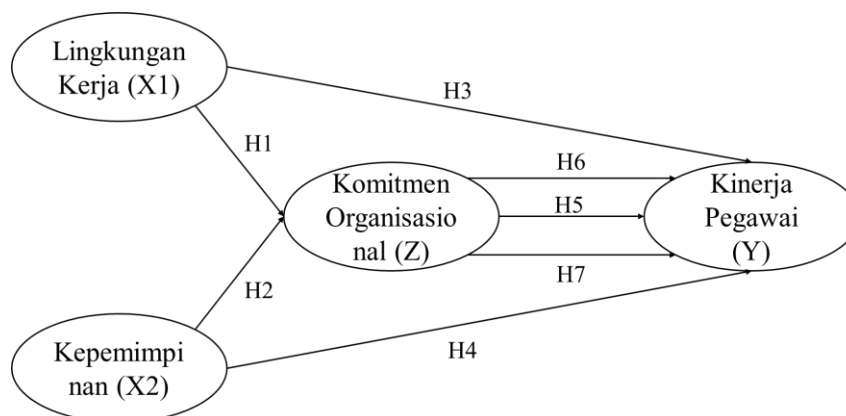 Lingkungan
Kerja (X1)
H3
H1
H6
Komitmen
Organisasio
nal (Z)
H5
Kinerja
Pegawai
(Y)
H7
H2
H4
Kepemimpi
nan (X2)